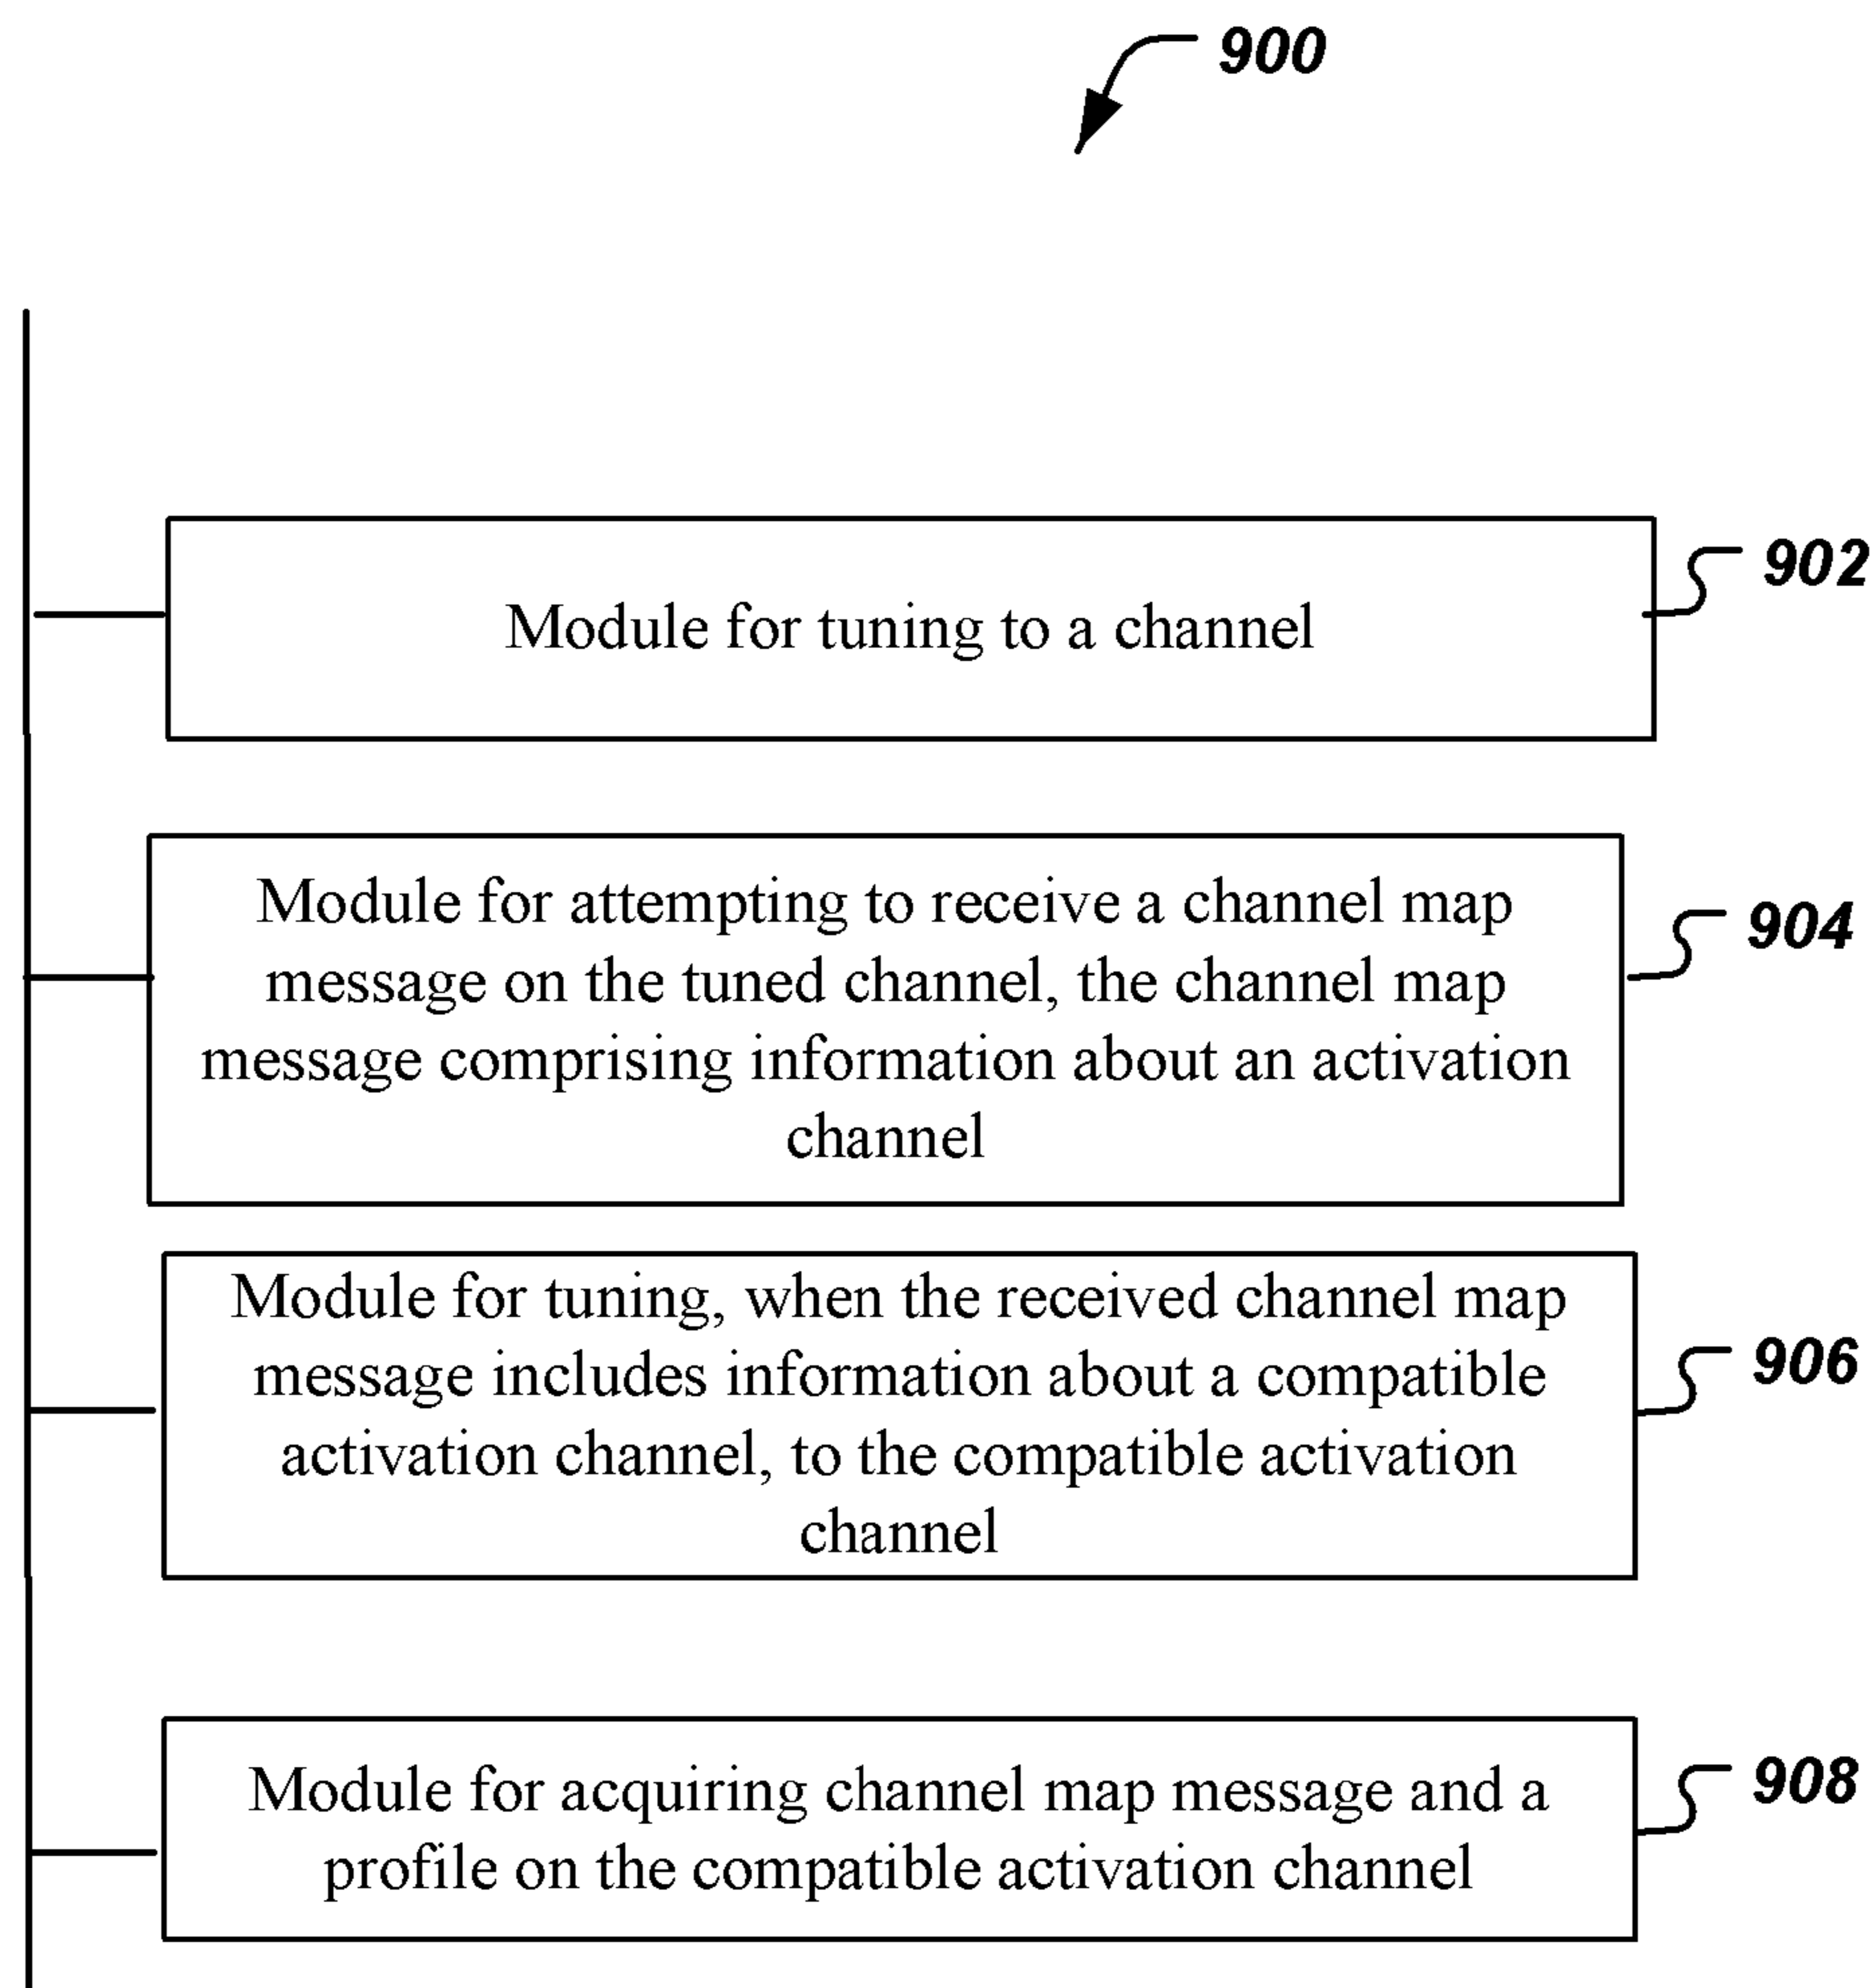 900
Module for tuning to a channel
902
Module for attempting to receive a channel map
message on the tuned channel, the channel map
message comprising information about an activation
channel
904
Module for tuning, when the received channel map
message includes information about a compatible
activation channel, to the compatible activation
channel
906
Module for acquiring channel map message and a
profile on the compatible activation channel
908